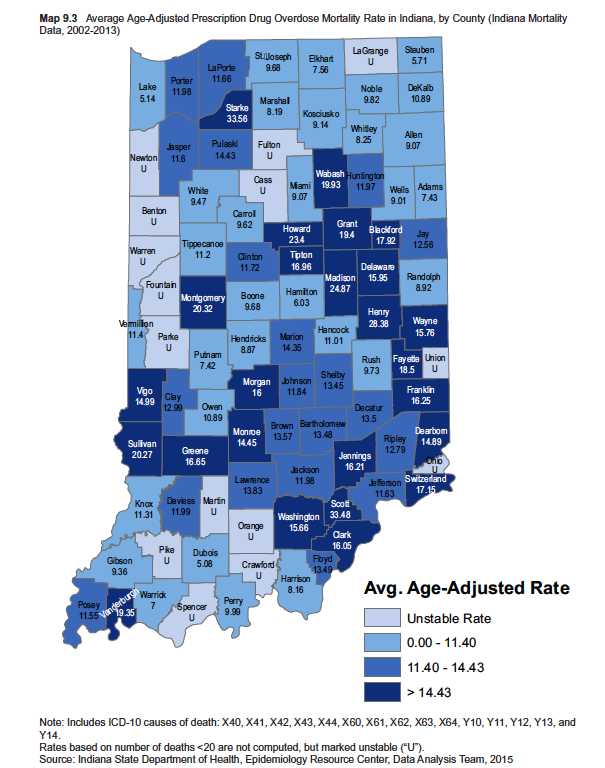 Map 9.3 Average Age-Adjusted Prescription Drug Overdose Mortality Rate in Indiana, by County (Indiana Mortality
Data, 2002-2013)
Lake
5.14
Porter
11.98
LaPorte
11.66
St. Joseph
9.68
Elkhart
7.56
LaGrange
U
Steuben
5.71
Noble
9.82
DeKalb
10.89
Starke
33.56
Marshall
8.19
Kosciusko
9.14
Whitley
8.25
Allen
9.07
Newton
U
Jasper
11.6
Pulaski
14.43
Fulton
U
Cass
U
Miami
9.07
Wabash
19.93
Huntington
11.97
Wells
9.01
Adams
7.43
White
9.47
Benton
U
Carroll
9.62
Howard
23.4
Grant
19.4
Blackford
17.92
Jay
12.56
Warren
U
Tippecanoe
11.2
Clinton
11.72
Tipton
16.96
Madison
24.87
Delaware
15.95
Randolph
8.92
Fountain
U
Montgomery
20.32
Boone
9.68
Hamilton
6.03
Henry
28.38
Wayne
15.76
Vermillion
11.4
Parke
U
Putnam
7.42
Hendricks
8.87
Marion
14.35
Hancock
11.01
Rush
9.73
Fayette
18.5
Union
U
Vigo
14.99
Clay
12.99
Owen
10.89
Morgan
16
Johnson
11.84
Shelby
13.45
Franklin
16.25
Decatur
13.5
Sullivan
20.27
Greene
16.65
Monroe
14.45
Brown
13.57
Bartholomew
13.48
Jennings
16.21
Ripley
12.79
Dearborn
14.89
Ohio
U
Switzerland
17.15
Jefferson
11.63
Jackson
11.98
Lawrence
13.83
Knox
11.31
Daviess
11.99
Martin
U
Orange
U
Washington
15.66
Scott
33.48
Clark
16.05
Floyd
13.49
Gibson
9.36
Pike
U
Dubois
5.08
Crawford
U
Harrison
8.16
Posey
11.55
Vanderburgh
19.35
Warrick
7
Spencer
U
Perry
9.99
Avg. Age-Adjusted Rate
Unstable Rate
0.00 - 11.40
11.40 - 14.43
> 14.43
Note: Includes ICD-10 causes of death: X40, X41, X42, X43, X44, X60, X61, X62, X63, X64, Y10, Y11, Y12, Y13, and
Y14.
Rates based on number of deaths <20 are not computed, but marked unstable ("U").
Source: Indiana State Department of Health, Epidemiology Resource Center, Data Analysis Team, 2015